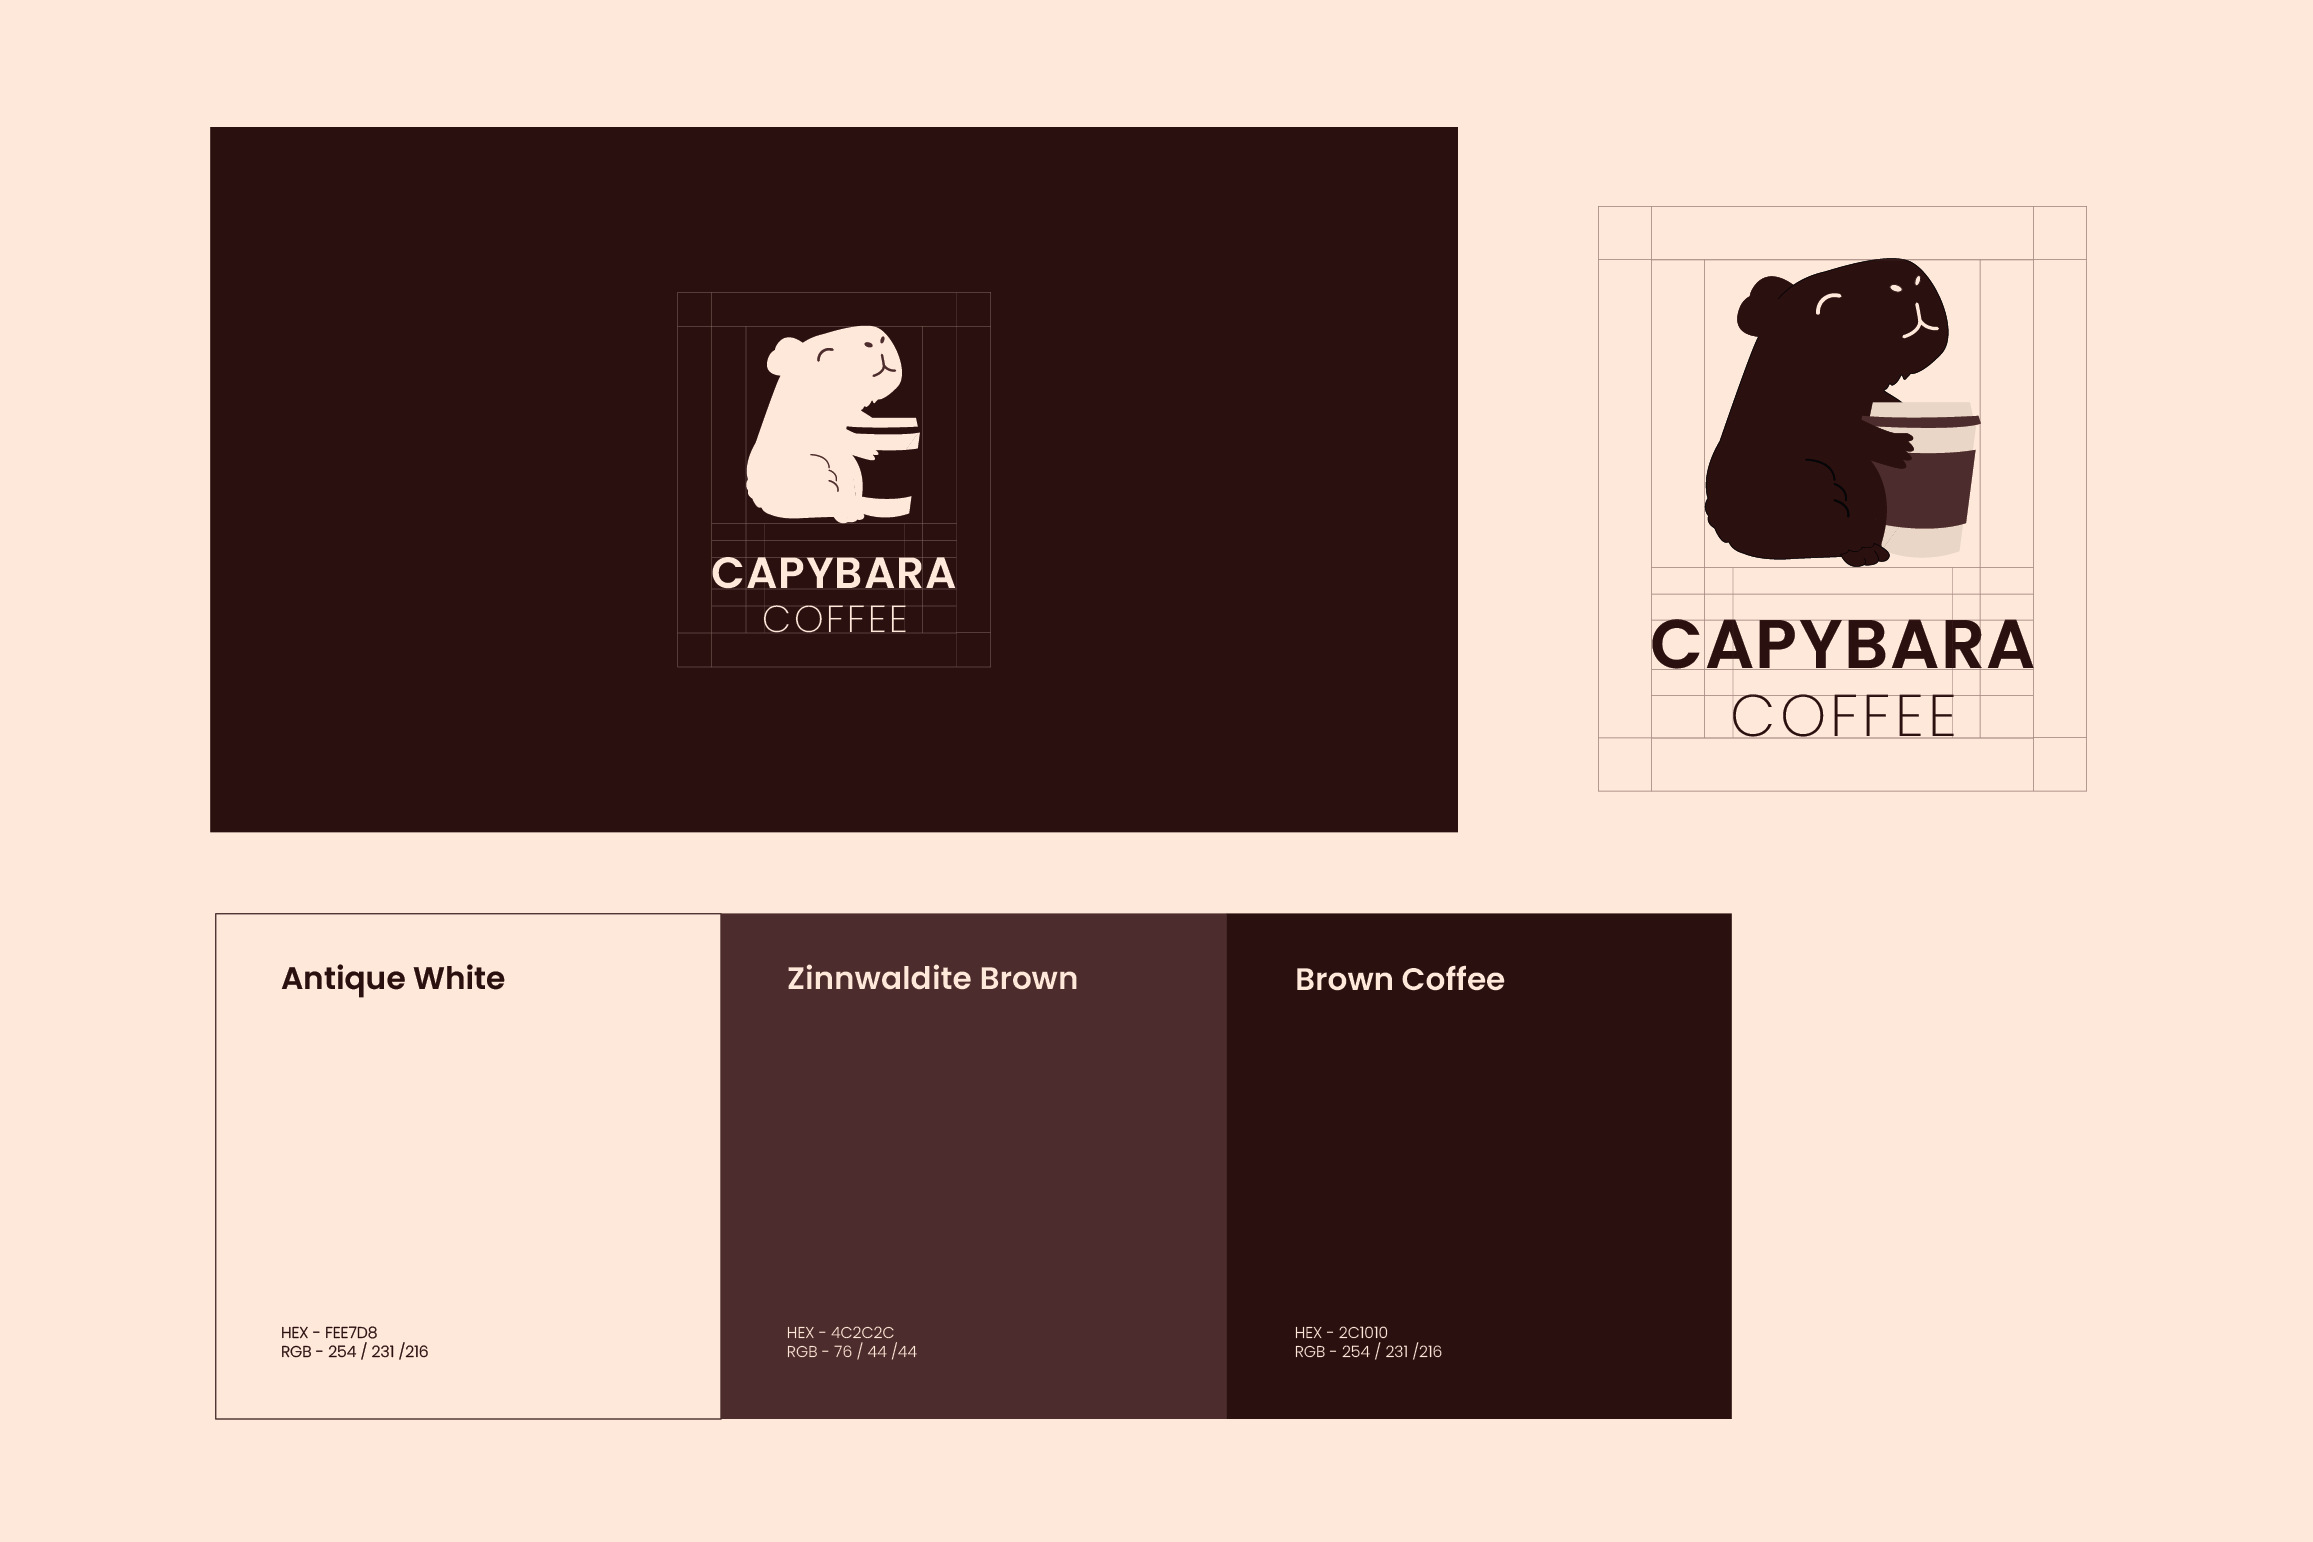 CAPYBARA
COFFEE
CAPYBARA
COFFEE
Antique White
HEX - FEE7D8
RGB - 254 / 231 /216
Zinnwaldite Brown
HEX - 4C2C2C
RGB - 76 / 44 /44
Brown Coffee
HEX - 2C1010
RGB - 254 / 231 /216